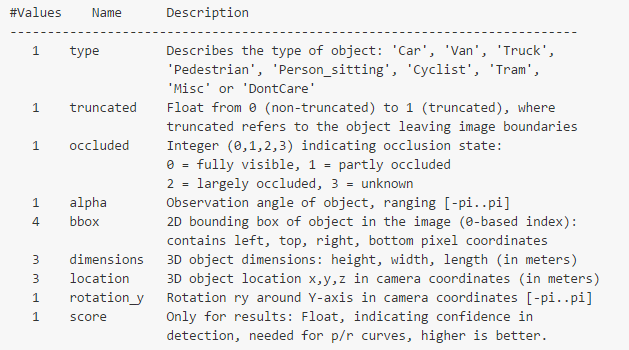 #Values    Name      Description
----------------------------------------------------------------------------
   1    type         Describes the type of object: 'Car', 'Van', 'Truck',
                     'Pedestrian', 'Person_sitting', 'Cyclist', 'Tram',
                     'Misc' or 'DontCare'
   1    truncated    Float from 0 (non-truncated) to 1 (truncated), where
                     truncated refers to the object leaving image boundaries
   1    occluded     Integer (0,1,2,3) indicating occlusion state:
                     0 = fully visible, 1 = partly occluded
                     2 = largely occluded, 3 = unknown
   1    alpha        Observation angle of object, ranging [-pi..pi]
   4    bbox         2D bounding box of object in the image (0-based index):
                     contains left, top, right, bottom pixel coordinates
   3    dimensions   3D object dimensions: height, width, length (in meters)
   3    location     3D object location x,y,z in camera coordinates (in meters)
   1    rotation_y   Rotation ry around Y-axis in camera coordinates [-pi..pi]
   1    score        Only for results: Float, indicating confidence in
                     detection, needed for p/r curves, higher is better.